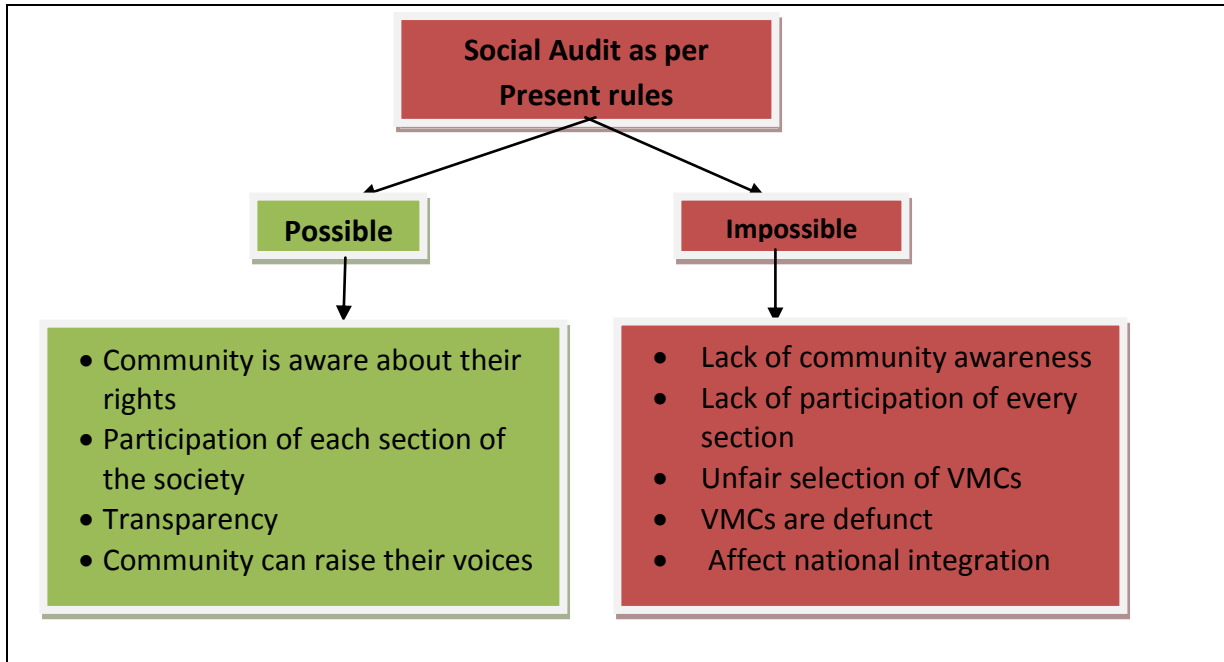 Social Audit as per
Present rules
Possible
Impossible
• Community is aware about their
rights
• Participation of each section of
the society
• Transparency
• Community can raise their voices
• Lack of community awareness
• Lack of participation of every
section
• Unfair selection of VMCs
• VMCs are defunct
• Affect national integration